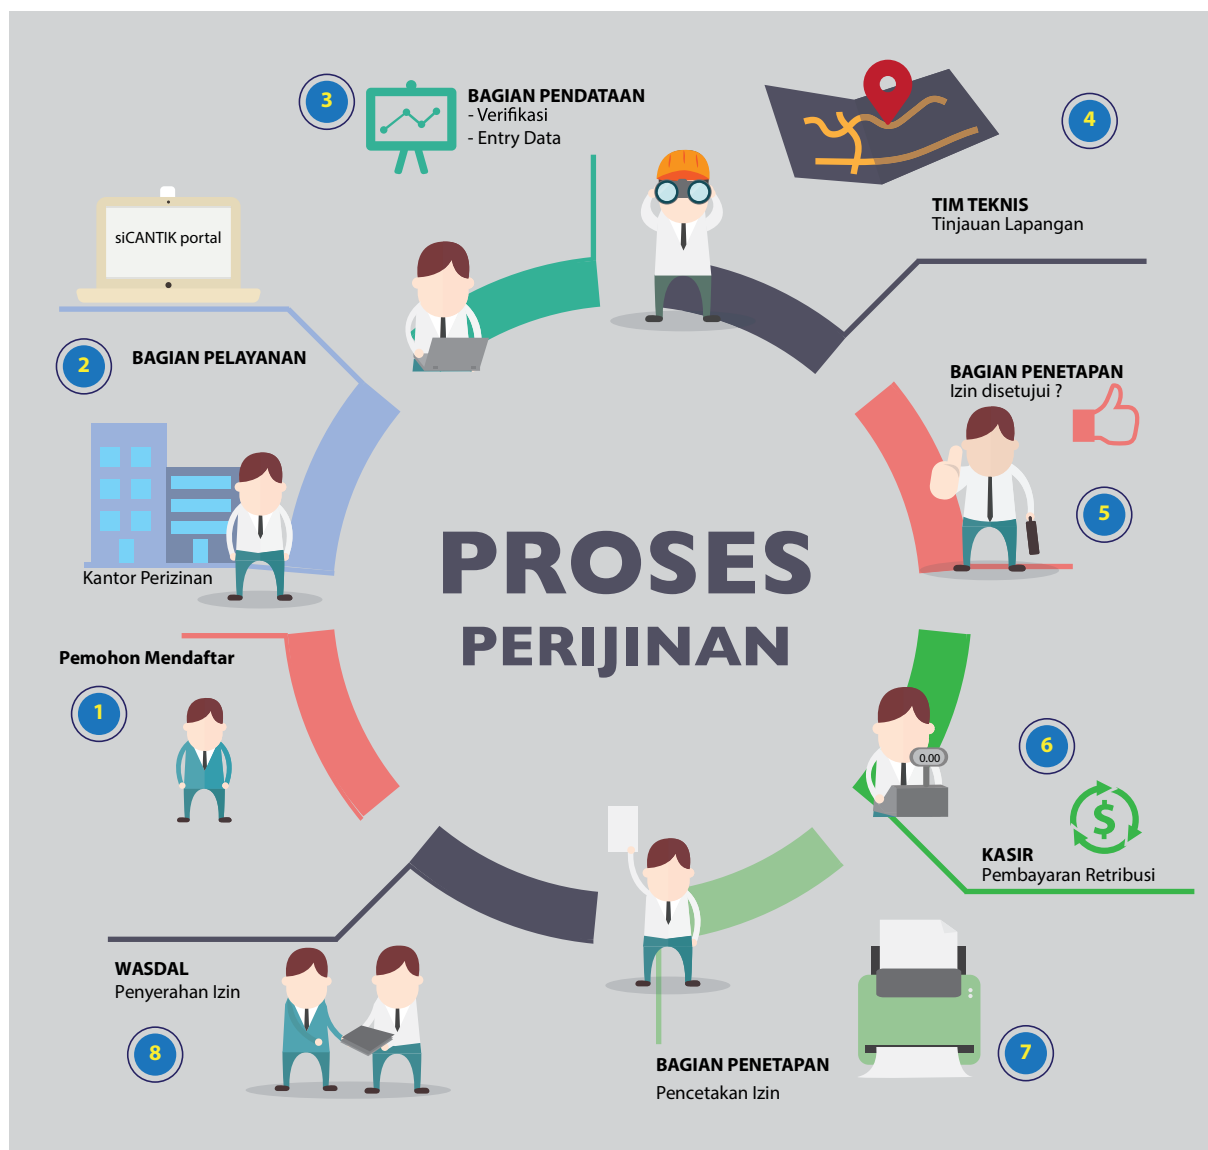 PROSES
PERIJINAN
1
Pemohon Mendaftar
2
BAGIAN PELAYANAN
siCANTIK portal
Kantor Perizinan
3
BAGIAN PENDATAAN
- Verifikasi
- Entry Data
4
TIM TEKNIS
Tinjauan Lapangan
BAGIAN PENETAPAN
Izin disetujui ?
5
6
0.00
$
KASIR
Pembayaran Retribusi
BAGIAN PENETAPAN
Pencetakan Izin
7
WASDAL
Penyerahan Izin
8